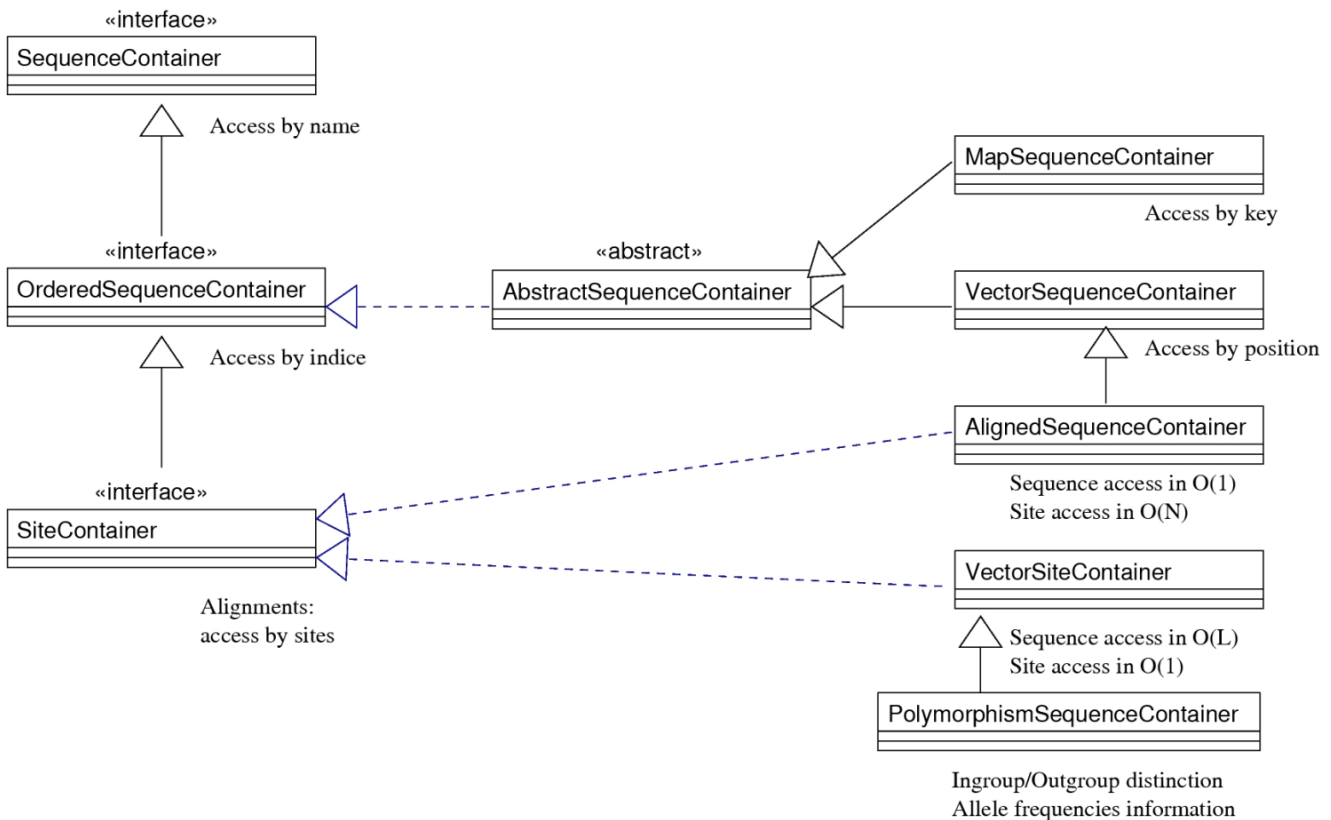 «interface»
SequenceContainer
Access by name
MapSequenceContainer
Access by key
«interface»
OrderedSequenceContainer
Access by indice
«abstract»
AbstractSequenceContainer
VectorSequenceContainer
Access by position
AlignedSequenceContainer
Sequence access in O(1)
Site access in O(N)
«interface»
SiteContainer
Alignments:
access by sites
VectorSiteContainer
Sequence access in O(L)
Site access in O(1)
PolymorphismSequenceContainer
Ingroup/Outgroup distinction
Allele frequencies information